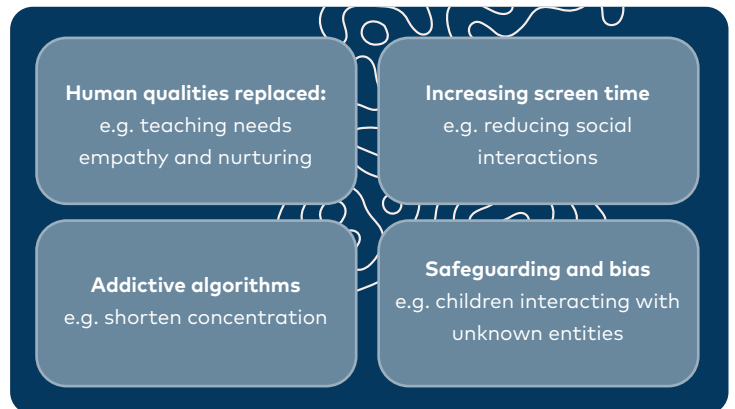 Human qualities replaced:
e.g. teaching needs
empathy and nurturing
Increasing screen time
e.g. reducing social
interactions
Addictive algorithms
e.g. shorten concentration
Safeguarding and bias
e.g. children interacting with
unknown entities